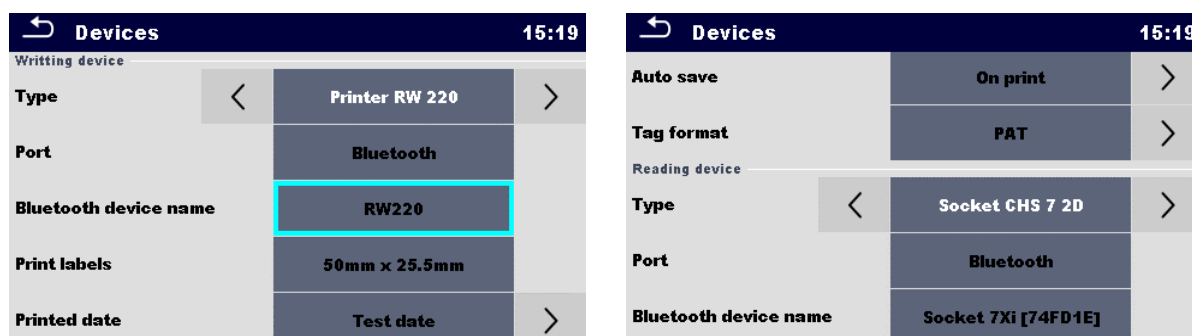 Devices 15:19
Writting device
Type Printer RW 220
Port Bluetooth
Bluetooth device name RW220
Print labels 50mm x 25.5mm
Printed date Test date
Devices 15:19
Auto save On print
Tag format PAT
Reading device
Type Socket CHS 7 2D
Port Bluetooth
Bluetooth device name Socket 7Xi [74FD1E]